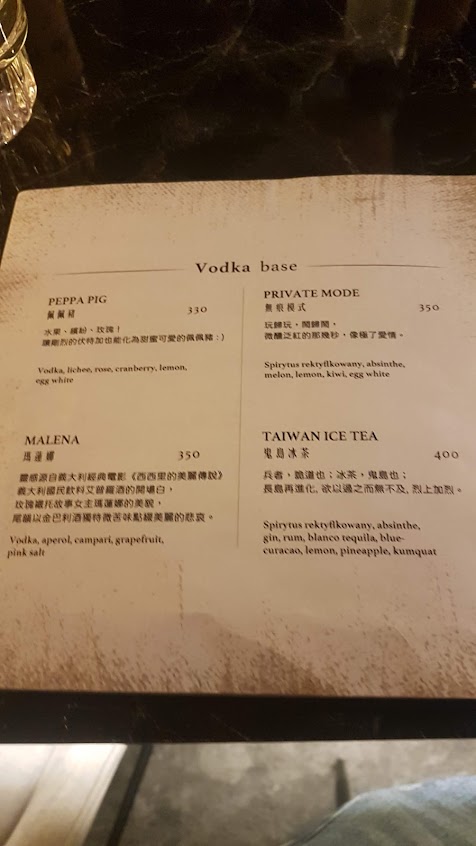 Vodka base
PEPPA PIG
佩佩豬 330
水果、繽紛、玫瑰！
讓剛烈的伏特加也能化為甜蜜可愛的佩佩豬：)
Vodka, lichee, rose, cranberry, lemon,
egg white
PRIVATE MODE
無痕模式 350
玩歸玩，鬧歸鬧，
微醺泛紅的那幾秒，像極了愛情。
Spirytus rektyfikowany, absinthe,
melon, lemon, kiwi, egg white
MALENA
瑪蓮娜 350
靈感源自義大利經典電影《西西里的美麗傳說》
義大利國民飲料艾普羅酒的開場白，
玫瑰襯托故事女主瑪蓮娜的美貌，
尾韻以金巴利酒獨特微苦味點綴美麗的悲哀。
Vodka, aperol, campari, grapefruit,
pink salt
TAIWAN ICE TEA
鬼島冰茶 400
兵者，詭道也；冰茶，鬼島也；
長島再進化, 欲以過之而無不及, 烈上加烈。
Spirytus rektyfikowany, absinthe,
gin, rum, blanco tequila, blue-
curacao, lemon, pineapple, kumquat